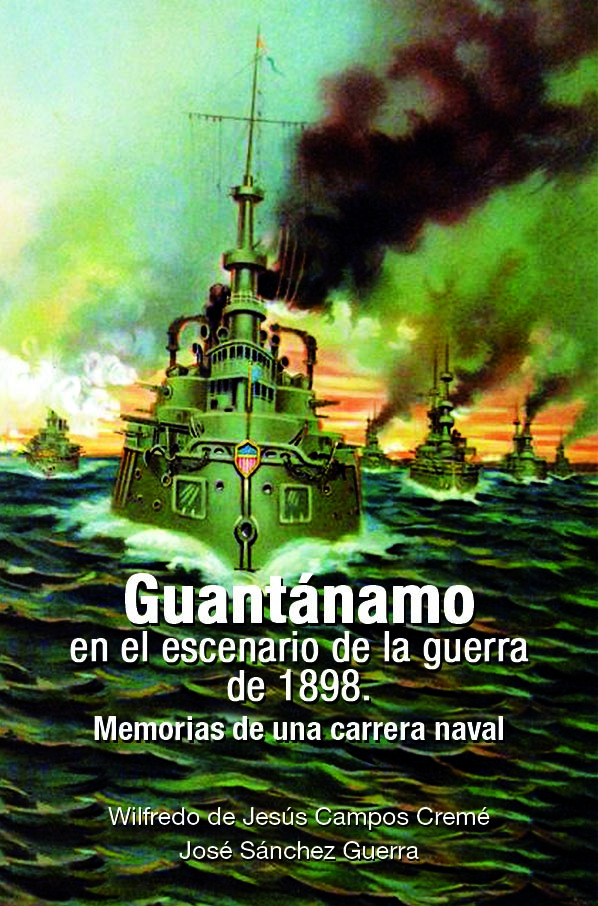 Guantánamo
en el escenario de la guerra
de 1898.
Memorias de una carrera naval
Wilfredo de Jesús Campos Cremé
José Sánchez Guerra